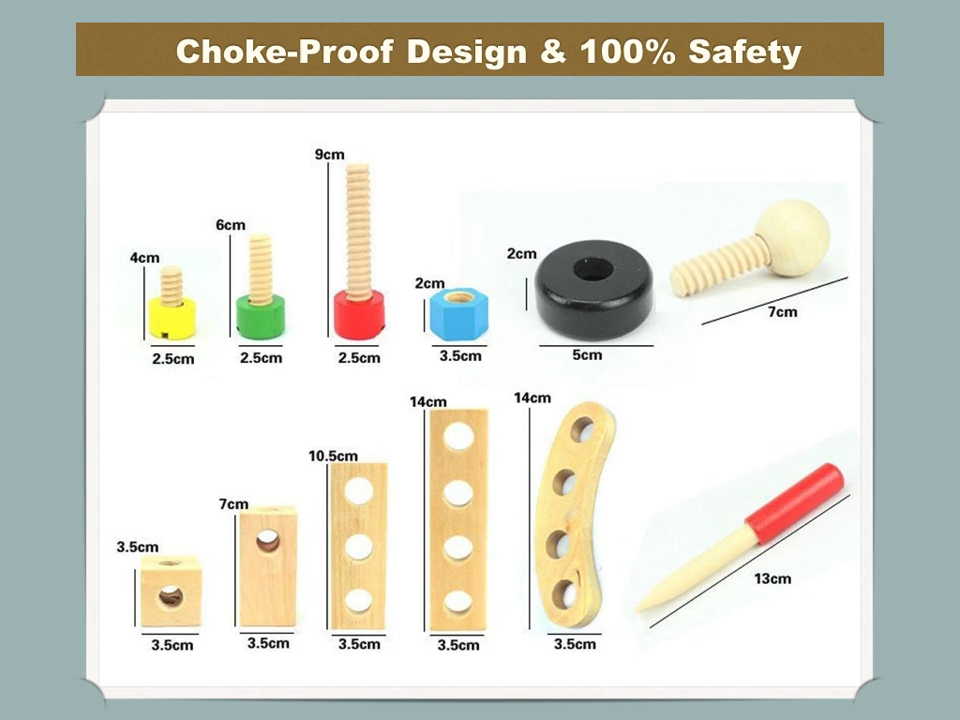 Choke-Proof Design & 100% Safety
9cm
6cm
4cm
2cm
2cm
7cm
2.5cm
2.5cm
2.5cm
3.5cm
5cm
14cm
14cm
10.5cm
7cm
3.5cm
13cm
3.5cm
3.5cm
3.5cm
3.5cm
3.5cm